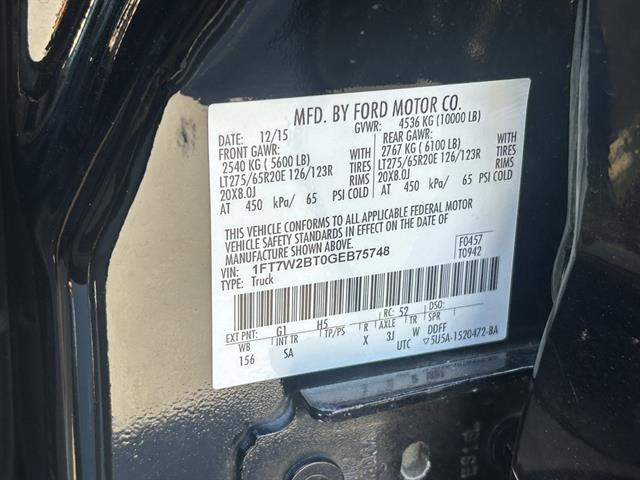 MFD. BY FORD MOTOR CO.
DATE: 12/15 GVWR: 4536 KG (10000 LB)
FRONT GAWR: WITH REAR GAWR: WITH
2540 KG ( 5600 LB) TIRES 2767 KG ( 6100 LB) TIRES
LT275/65R20E 126/123R RIMS LT275/65R20E 126/123R RIMS
20X8.0J 20X8.0J
AT 450 kPa/ 65 PSI COLD AT 450 kPa/ 65 PSI COLD
THIS VEHICLE CONFORMS TO ALL APPLICABLE FEDERAL MOTOR
VEHICLE SAFETY STANDARDS IN EFFECT ON THE DATE OF
MANUFACTURE SHOWN ABOVE.
VIN: 1FT7W2BT0GEB75748 F0457
TYPE: Truck T0942
EXT PNT: G1 H5 RC: 52 DSO:
WB INT TR TP/PS R AXLE TR SPR
156 SA X 3J W DDFF
UTC ▽5U5A-1520472-BA